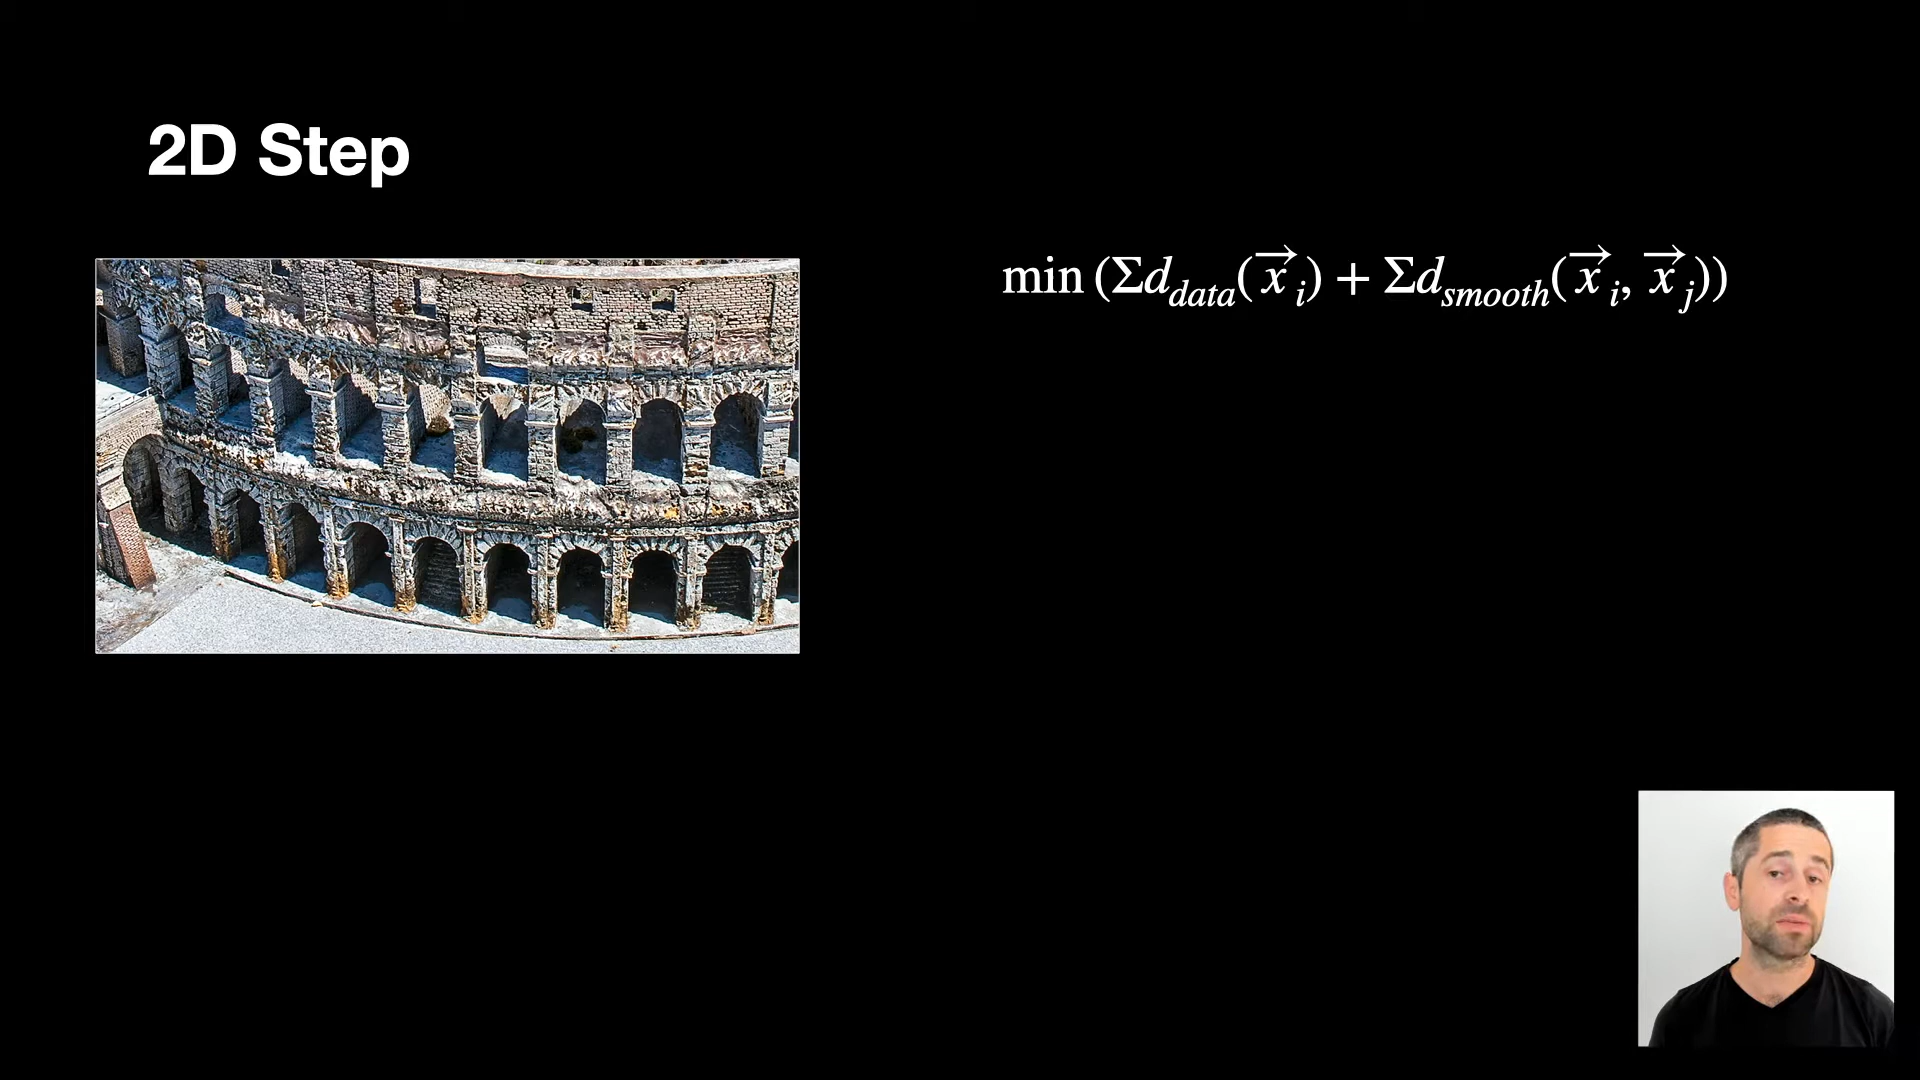 2D Step
min (Σd_data(x⃗_i) + Σd_smooth(x⃗_i, x⃗_j))